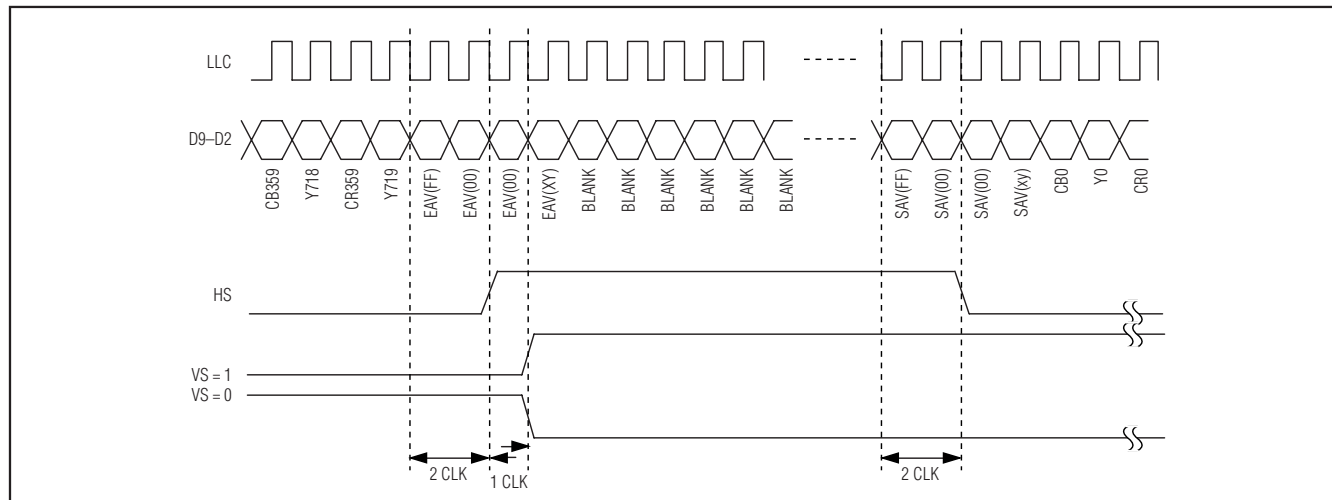 LLC
D9–D2
CB359
Y718
CR359
Y719
EAV(FF)
EAV(00)
EAV(00)
EAV(XY)
BLANK
BLANK
BLANK
BLANK
BLANK
BLANK
SAV(FF)
SAV(00)
SAV(00)
SAV(xy)
CB0
Y0
CR0
HS
VS = 1
VS = 0
2 CLK
1 CLK
2 CLK